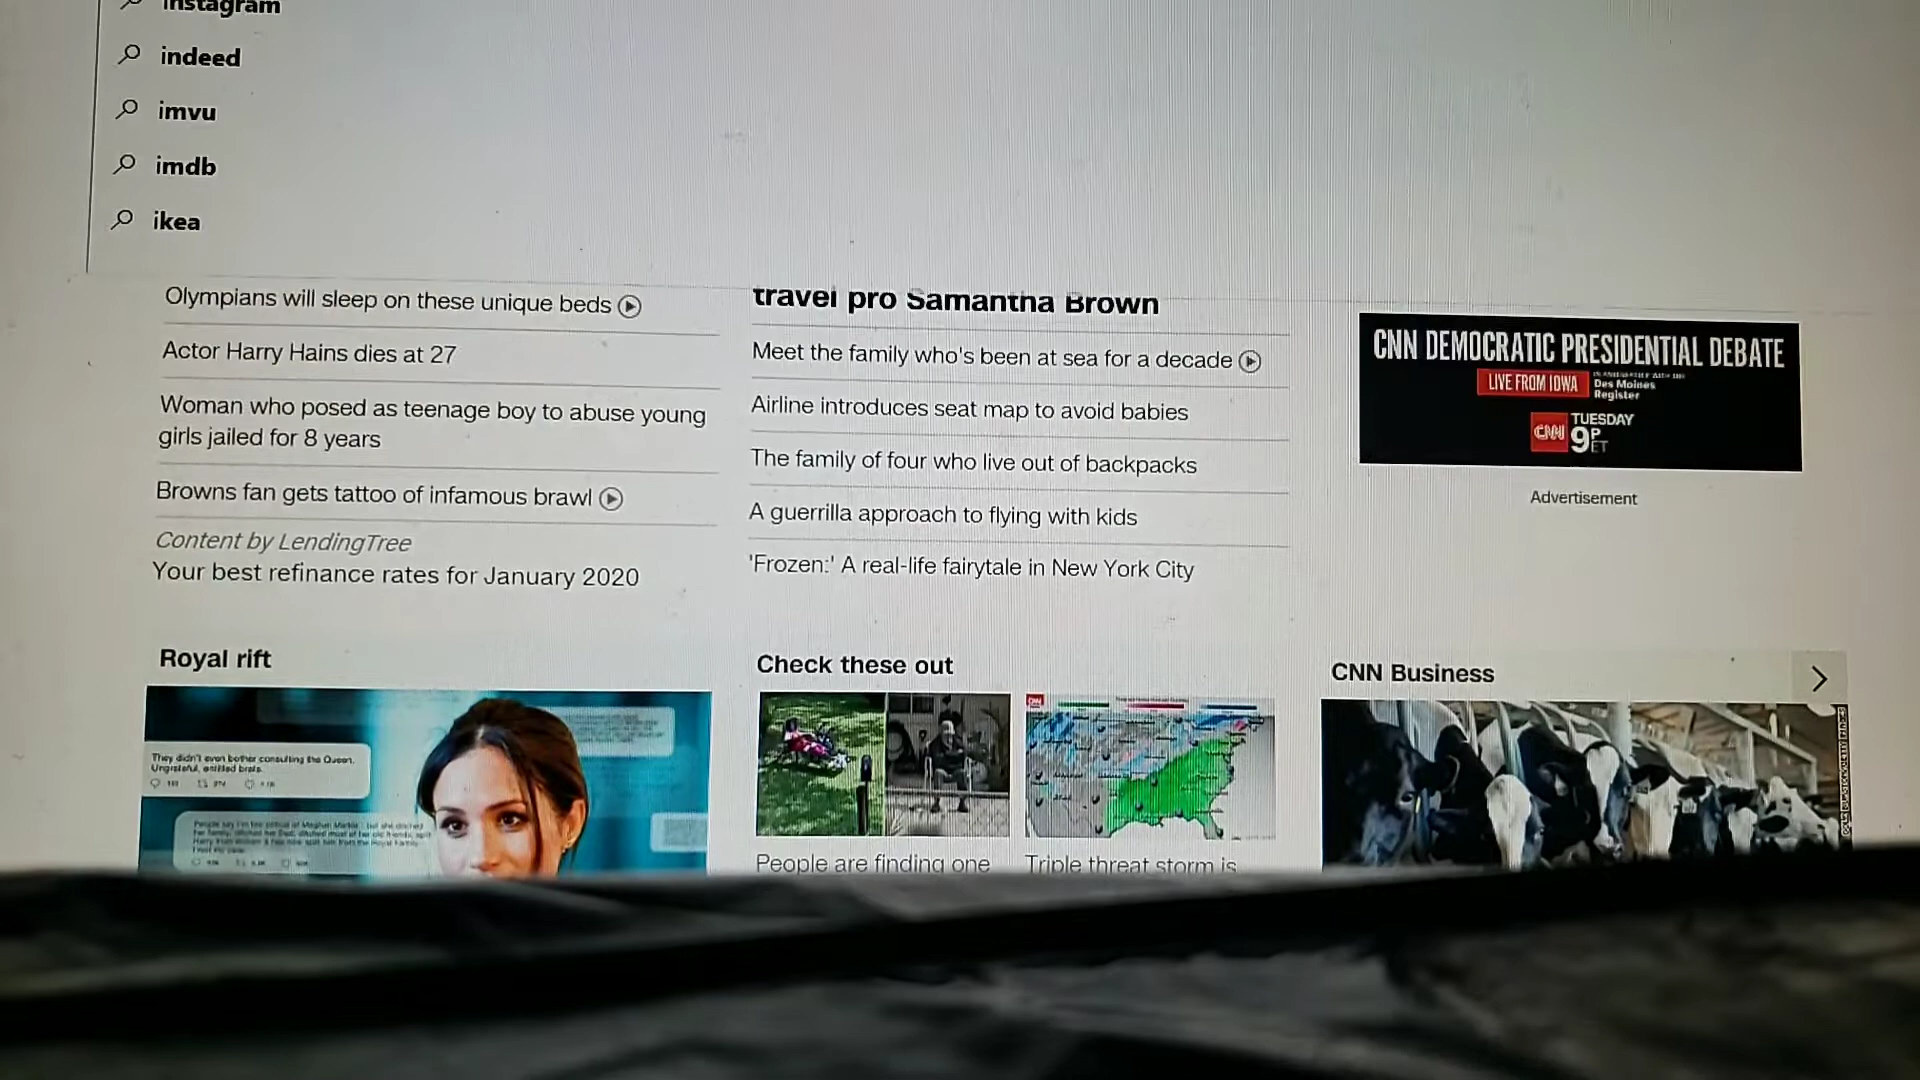 instagram
indeed
imvu
imdb
ikea
Olympians will sleep on these unique beds
Actor Harry Hains dies at 27
Woman who posed as teenage boy to abuse young
girls jailed for 8 years
Browns fan gets tattoo of infamous brawl
Content by LendingTree
Your best refinance rates for January 2020
travel pro Samantha Brown
Meet the family who's been at sea for a decade
Airline introduces seat map to avoid babies
The family of four who live out of backpacks
A guerrilla approach to flying with kids
'Frozen:' A real-life fairytale in New York City
CNN DEMOCRATIC PRESIDENTIAL DEBATE
LIVE FROM IOWA
Des Moines
Register
CNN
TUESDAY
9P
ET
Advertisement
Royal rift
They didn't even bother consulting the Queen.
Ungrateful, entitled brats.
Check these out
People are finding one
Triple threat storm is
CNN Business